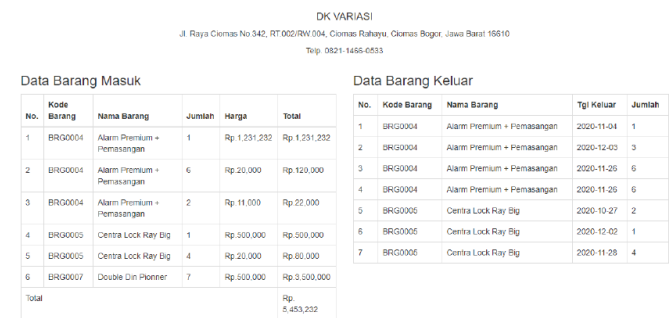 DK VARIASI
Jl. Raya Ciomas No.342, RT.002/RW.004, Ciomas Rahayu, Ciomas Bogor, Jawa Barat 16610
Telp. 0821-1465-0533
Data Barang Masuk
No. Kode Barang Nama Barang Jumlah Harga Total
1 BRG0004 Alarm Premium + Pemasangan 1 Rp.1,231,232 Rp.1,231,232
2 BRG0004 Alarm Premium + Pemasangan 6 Rp.20,000 Rp.120,000
3 BRG0004 Alarm Premium + Pemasangan 2 Rp.11,000 Rp.22,000
4 BRG0005 Centra Lock Ray Big 1 Rp.500,000 Rp.500,000
5 BRG0005 Centra Lock Ray Big 4 Rp.20,000 Rp.80,000
6 BRG0007 Double Din Pionner 7 Rp.500,000 Rp.3,500,000
Total Rp. 5,453,232
Data Barang Keluar
No. Kode Barang Nama Barang Tgl Keluar Jumlah
1 BRG0004 Alarm Premium + Pemasangan 2020-11-04 1
2 BRG0004 Alarm Premium + Pemasangan 2020-12-03 3
3 BRG0004 Alarm Premium + Pemasangan 2020-11-26 6
4 BRG0004 Alarm Premium + Pemasangan 2020-11-26 6
5 BRG0005 Centra Lock Ray Big 2020-10-27 2
6 BRG0005 Centra Lock Ray Big 2020-12-02 1
7 BRG0005 Centra Lock Ray Big 2020-11-28 4